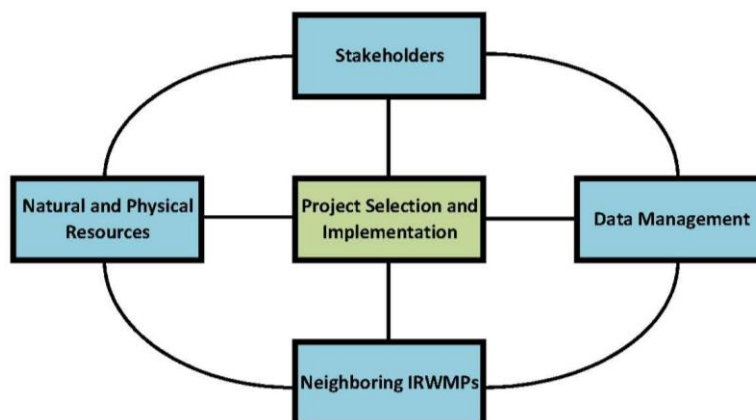 Stakeholders
Natural and Physical
Resources
Project Selection and
Implementation
Data Management
Neighboring IRWMPs